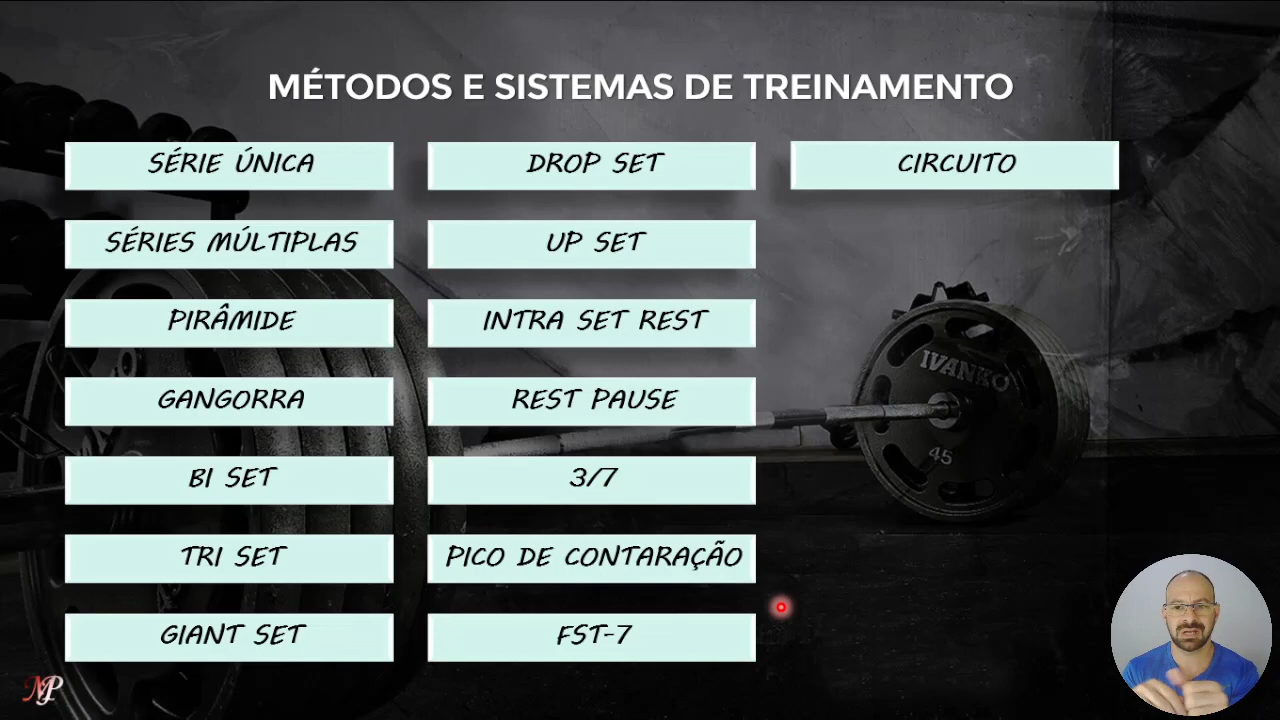 MÉTODOS E SISTEMAS DE TREINAMENTO
SÉRIE ÚNICA
SÉRIES MÚLTIPLAS
PIRÂMIDE
GANGORRA
BI SET
TRI SET
GIANT SET
DROP SET
UP SET
INTRA SET REST
REST PAUSE
3/7
PICO DE CONTARAÇÃO
FST-7
CIRCUITO
IVANKO
45
MP